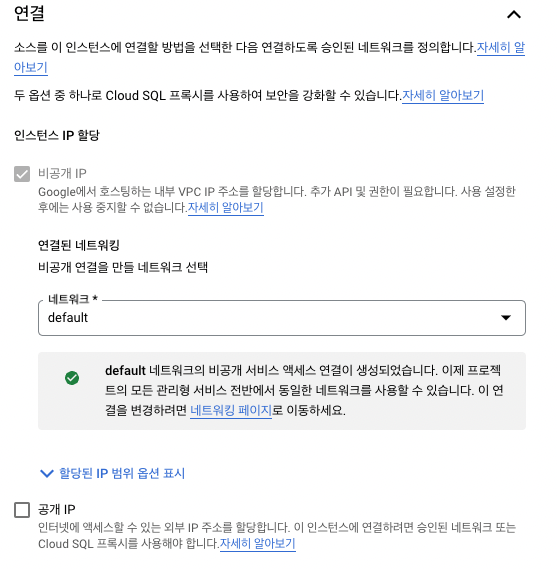 연결
소스를 이 인스턴스에 연결할 방법을 선택한 다음 연결하도록 승인된 네트워크를 정의합니다.자세히 알
아보기
두 옵션 중 하나로 Cloud SQL 프록시를 사용하여 보안을 강화할 수 있습니다.자세히 알아보기
인스턴스 IP 할당
비공개 IP
Google에서 호스팅하는 내부 VPC IP 주소를 할당합니다. 추가 API 및 권한이 필요합니다. 사용 설정한
후에는 사용 중지할 수 없습니다.자세히 알아보기
연결된 네트워킹
비공개 연결을 만들 네트워크 선택
네트워크 *
default
default 네트워크의 비공개 서비스 액세스 연결이 생성되었습니다. 이제 프로젝
트의 모든 관리형 서비스 전반에서 동일한 네트워크를 사용할 수 있습니다. 이 연
결을 변경하려면 네트워킹 페이지로 이동하세요.
할당된 IP 범위 옵션 표시
공개 IP
인터넷에 액세스할 수 있는 외부 IP 주소를 할당합니다. 이 인스턴스에 연결하려면 승인된 네트워크 또는
Cloud SQL 프록시를 사용해야 합니다.자세히 알아보기